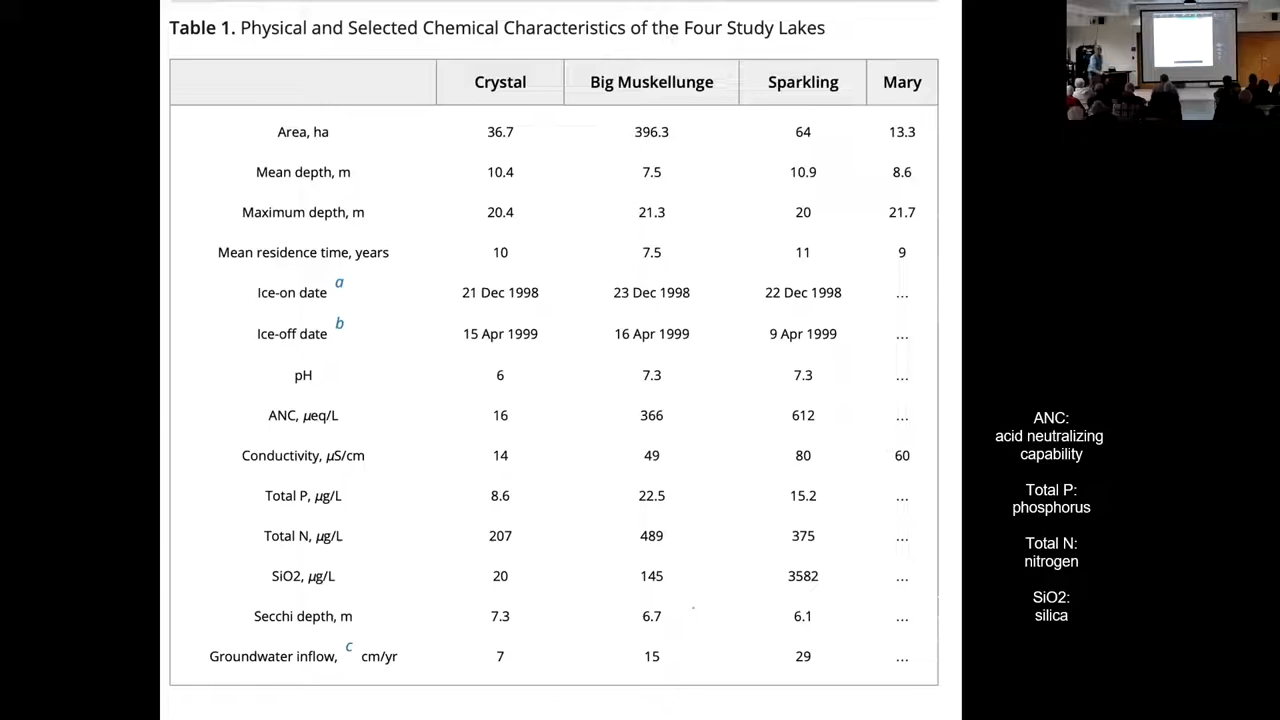 Table 1. Physical and Selected Chemical Characteristics of the Four Study Lakes
Crystal Big Muskellunge Sparkling Mary
Area, ha 36.7 396.3 64 13.3
Mean depth, m 10.4 7.5 10.9 8.6
Maximum depth, m 20.4 21.3 20 21.7
Mean residence time, years 10 7.5 11 9
Ice-on date a 21 Dec 1998 23 Dec 1998 22 Dec 1998 ...
Ice-off date b 15 Apr 1999 16 Apr 1999 9 Apr 1999 ...
pH 6 7.3 7.3 ...
ANC, μeq/L 16 366 612 ...
Conductivity, μS/cm 14 49 80 60
Total P, μg/L 8.6 22.5 15.2 ...
Total N, μg/L 207 489 375 ...
SiO2, μg/L 20 145 3582 ...
Secchi depth, m 7.3 6.7 6.1 ...
Groundwater inflow, c cm/yr 7 15 29 ...
ANC:
acid neutralizing
capability
Total P:
phosphorus
Total N:
nitrogen
SiO2:
silica